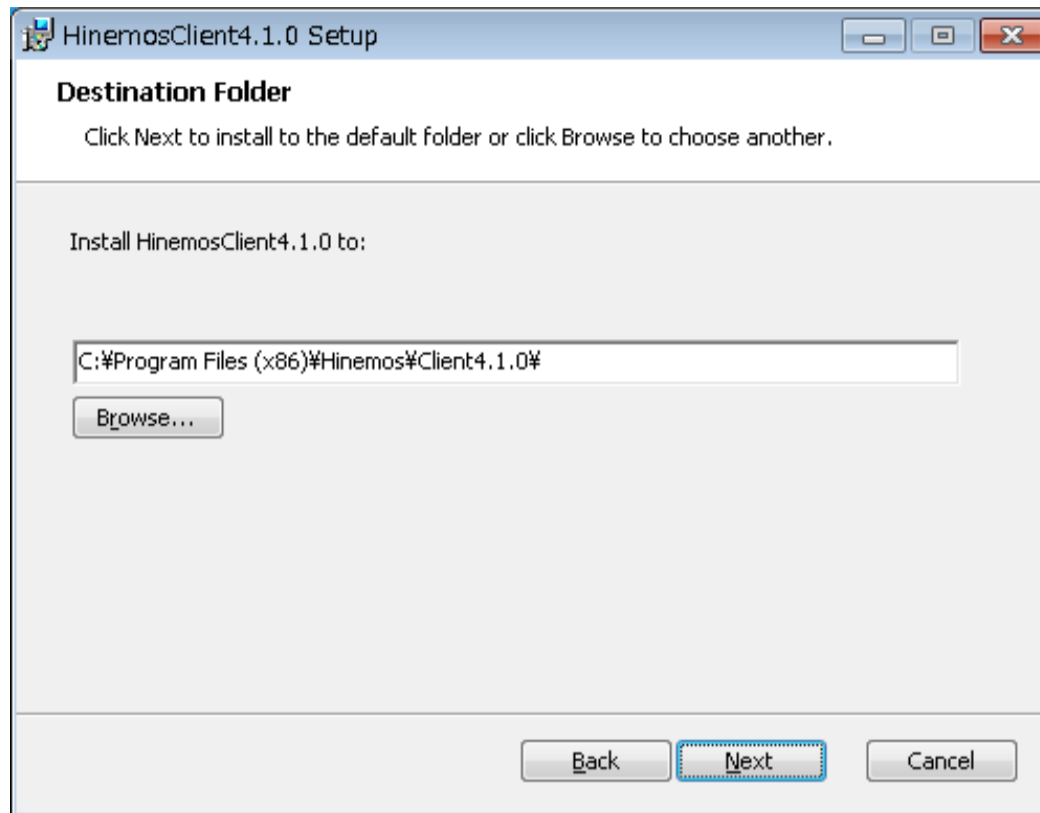 HinemosClient4.1.0 Setup
Destination Folder
Click Next to install to the default folder or click Browse to choose another.
Install HinemosClient4.1.0 to:
C:¥Program Files (x86)¥Hinemos¥Client4.1.0¥
Browse...
Back Next Cancel